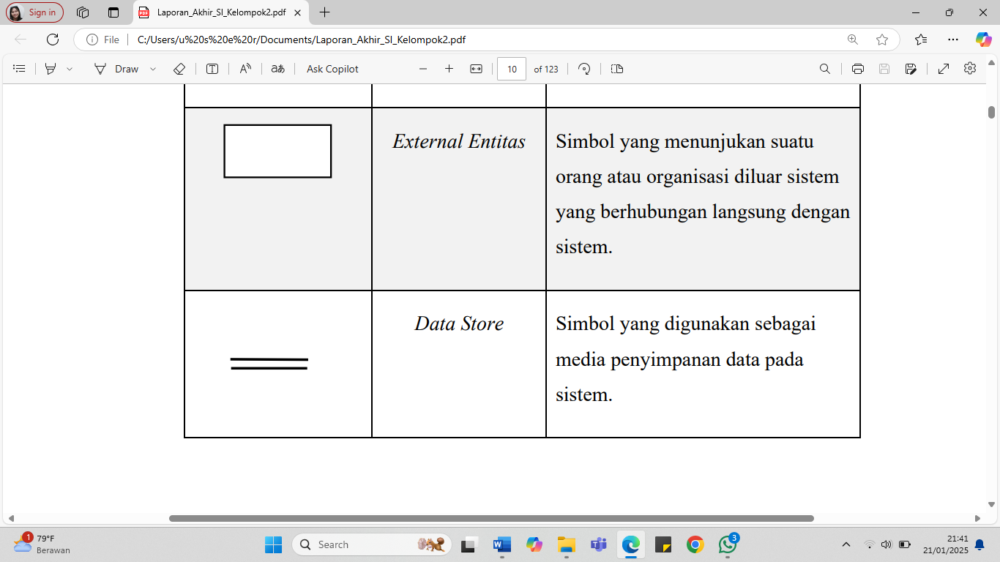 Sign in
Laporan_Akhir_SI_Kelompok2.pdf
File
C:/Users/u%20s%20e%20r/Documents/Laporan_Akhir_SI_Kelompok2.pdf
Draw
Ask Copilot
10
of 123
External Entitas
Simbol yang menunjukan suatu
orang atau organisasi diluar sistem
yang berhubungan langsung dengan
sistem.
Data Store
Simbol yang digunakan sebagai
media penyimpanan data pada
sistem.
1
79°F
Berawan
Search
3
21:41
21/01/2025